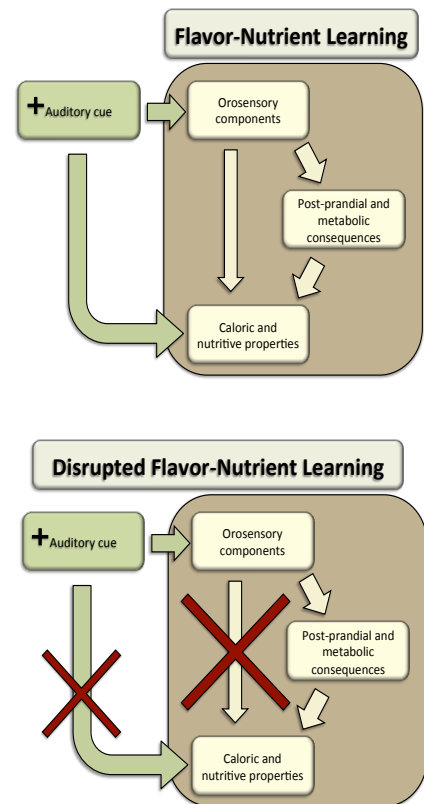 Flavor-Nutrient Learning
+Auditory cue
Orosensory
components
Post-prandial and
metabolic
consequences
Caloric and
nutritive properties
Disrupted Flavor-Nutrient Learning
+Auditory cue
Orosensory
components
Post-prandial and
metabolic
consequences
Caloric and
nutritive properties